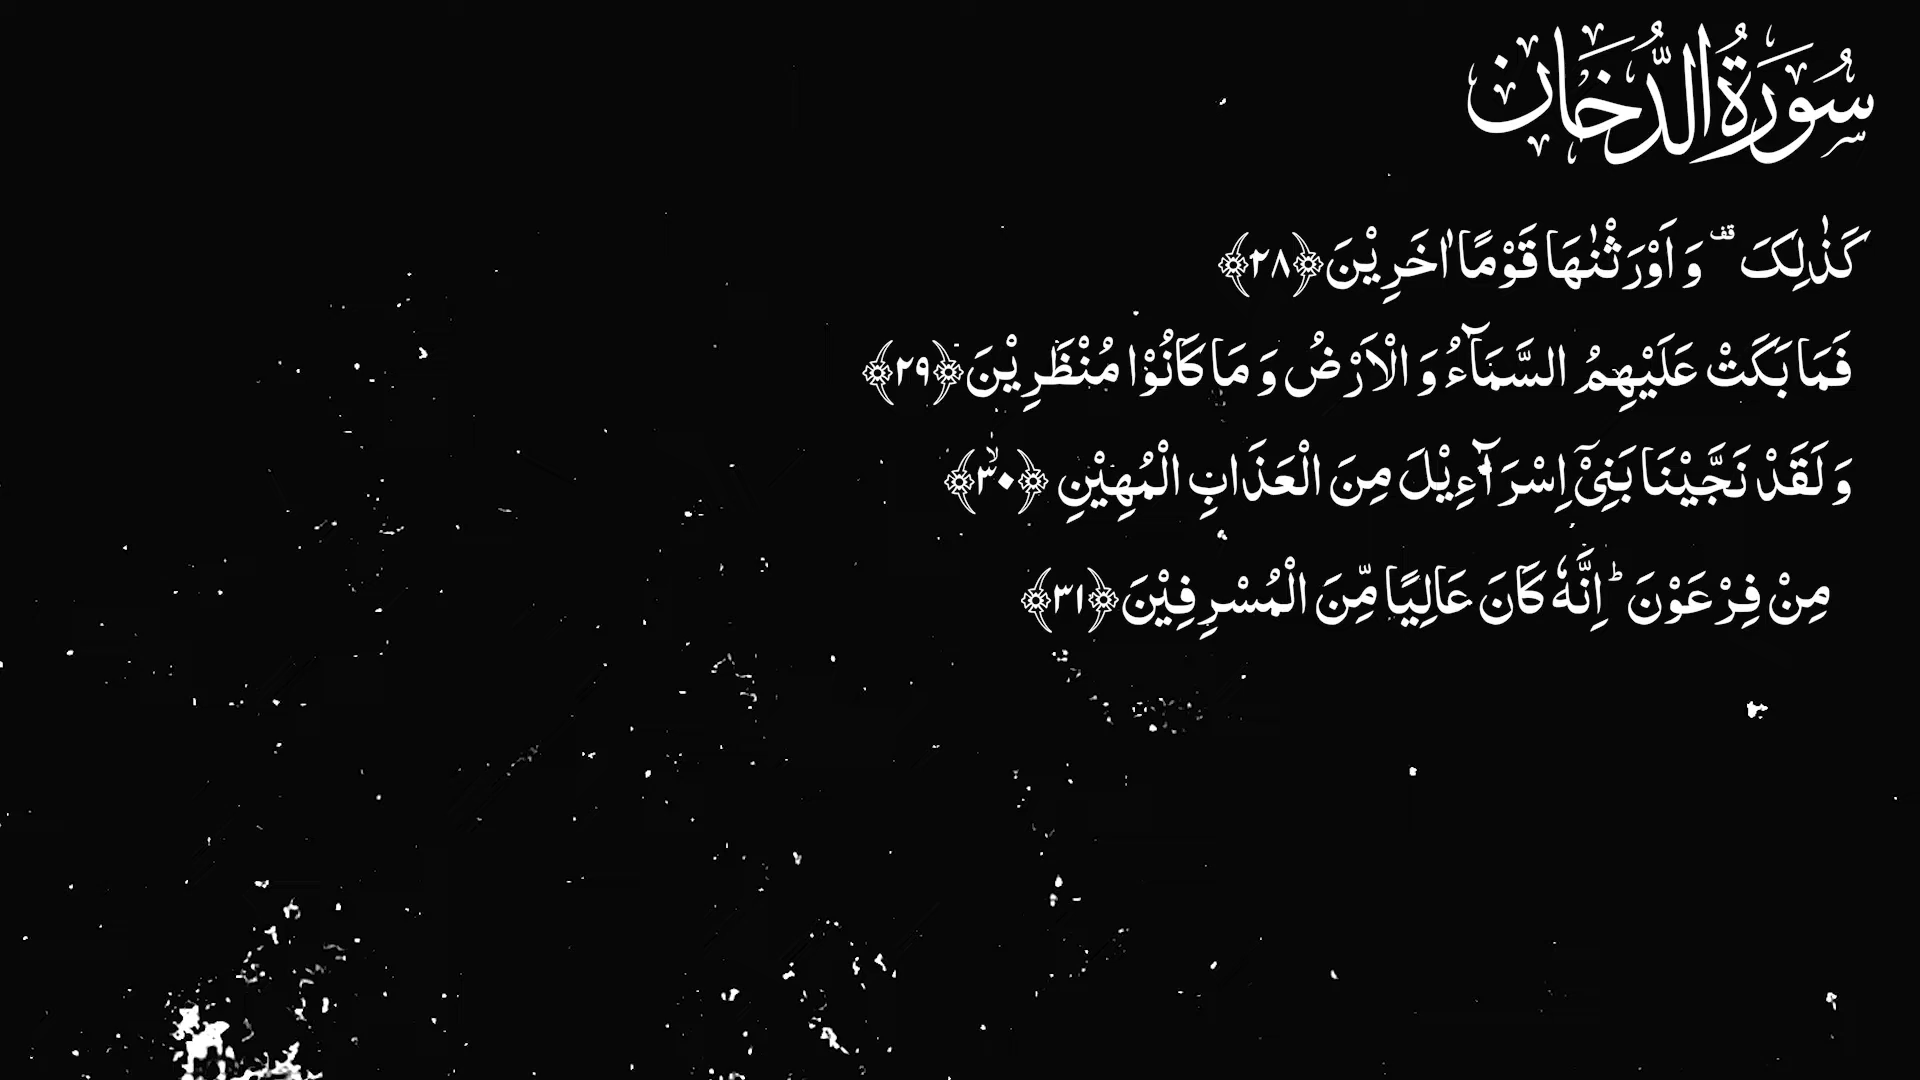 سُوْرَةُ الدُّخَان
كَذٰلِكَ ۫ وَ اَوْرَثْنٰهَا قَوْمًا اٰخَرِيْنَ ﴿۲۸﴾
فَمَا بَكَتْ عَلَيْهِمُ السَّمَآءُ وَ الْاَرْضُ وَ مَا كَانُوْا مُنْظَرِيْنَ ﴿۲۹﴾
وَ لَقَدْ نَجَّيْنَا بَنِيْۤ اِسْرَآءِيْلَ مِنَ الْعَذَابِ الْمُهِيْنِ ﴿ۙ۳۰﴾
مِنْ فِرْعَوْنَ ؕ اِنَّهٗ كَانَ عَالِيًا مِّنَ الْمُسْرِفِيْنَ ﴿۳۱﴾